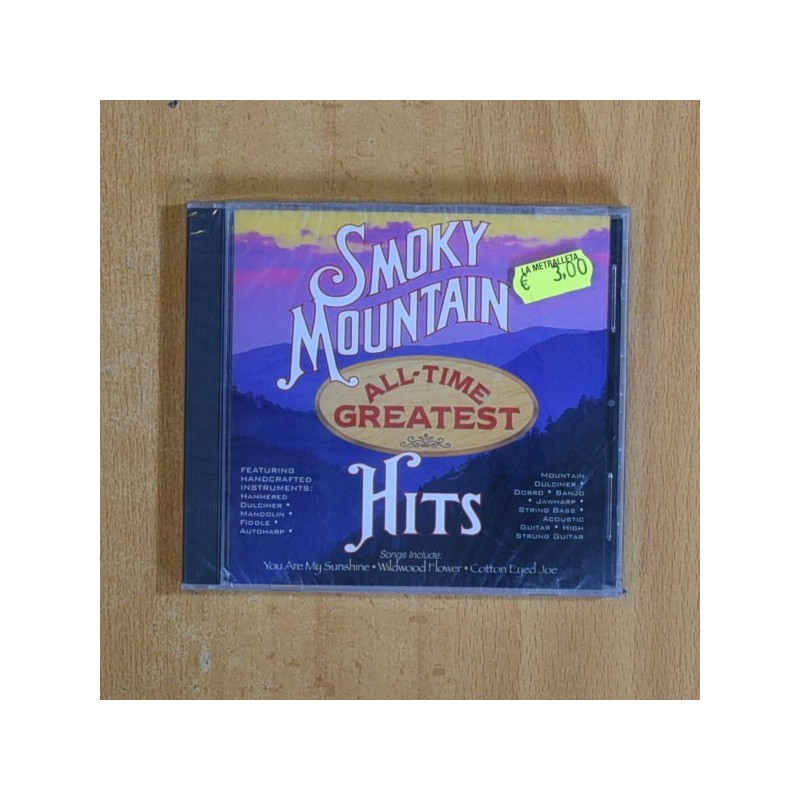 SMOKY
MOUNTAIN
LA METRALLETA
€ 3,00
ALL-TIME
GREATEST
HITS
FEATURING
HANDCRAFTED
INSTRUMENTS:
HAMMERED
DULCIMER •
MANDOLIN •
FIDDLE •
AUTOHARP •
MOUNTAIN
DULCIMER •
DOBRO • BANJO
• JAWHARP •
STRING BASS •
ACOUSTIC
GUITAR • HIGH
STRUNG GUITAR
Songs Include:
You Are My Sunshine • Wildwood Flower • Cotton Eyed Joe